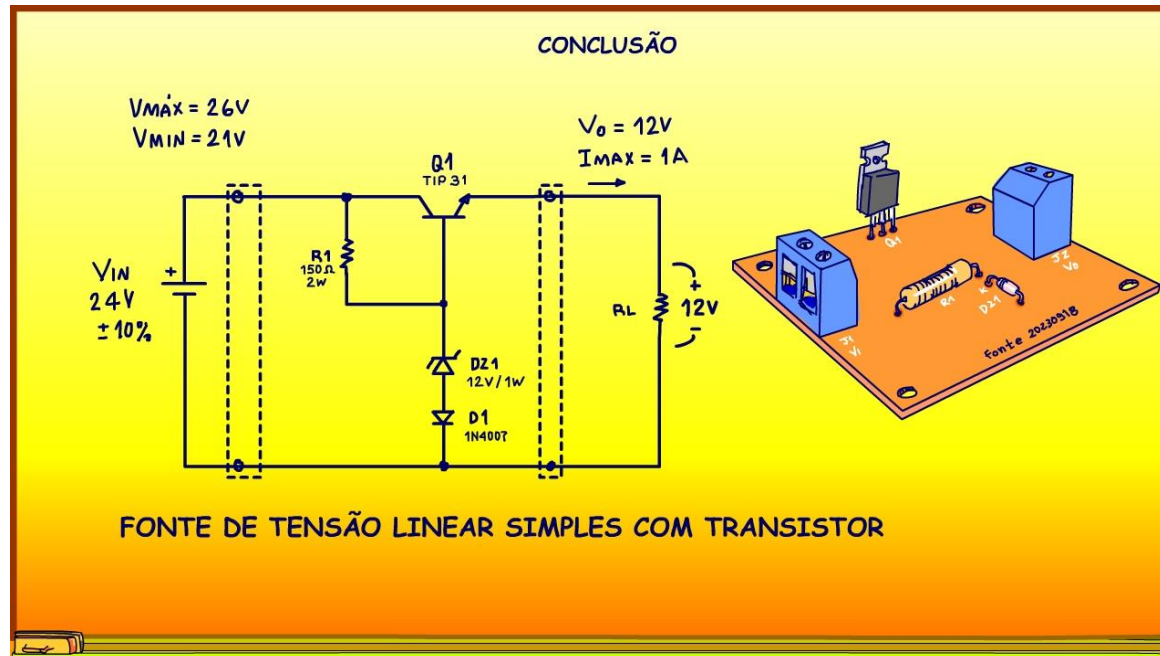 CONCLUSÃO
VMÁX = 26V
VMIN = 21V
Vo = 12V
IMAX = 1A
Q1
TIP 31
R1
150Ω
2W
VIN
24V
±10%
+
DZ1
12V/1W
D1
1N4007
RL
+
12V
-
Q1
J2
Vo
R1
K
DZ1
J1
Vi
Fonte 20230918
FONTE DE TENSÃO LINEAR SIMPLES COM TRANSISTOR